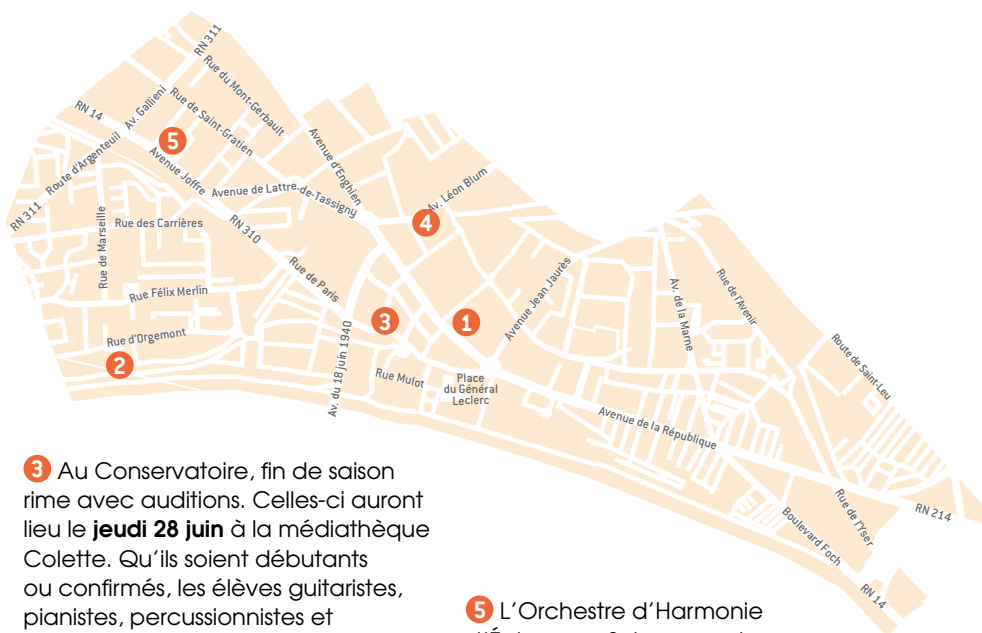 RN 311
Rue du Mont-Gerbault
Av. Gallieni
Rue de Saint-Gratien
RN 14
Route d'Argenteuil
5
Avenue Joffre
Avenue d'Enghien
Avenue de Lattre-de-Tassigny
Av. Léon Blum
4
RN 311
Rue de Marseille
Rue des Carrières
RN 310
Rue de Paris
Rue Félix Merlin
Rue d'Orgemont
2
3
1
Av. du 18 juin 1940
Rue Mulot
Place
du Général
Leclerc
Avenue Jean Jaurès
Av. de la Marne
Rue de l'Avenir
Route de Saint-Leu
Avenue de la République
Boulevard Foch
Rue de l'Yser
RN 214
RN 14
3 Au Conservatoire, fin de saison
rime avec auditions. Celles-ci auront
lieu le jeudi 28 juin à la médiathèque
Colette. Qu'ils soient débutants
ou confirmés, les élèves guitaristes,
pianistes, percussionnistes et
5 L'Orchestre d'Harmonie